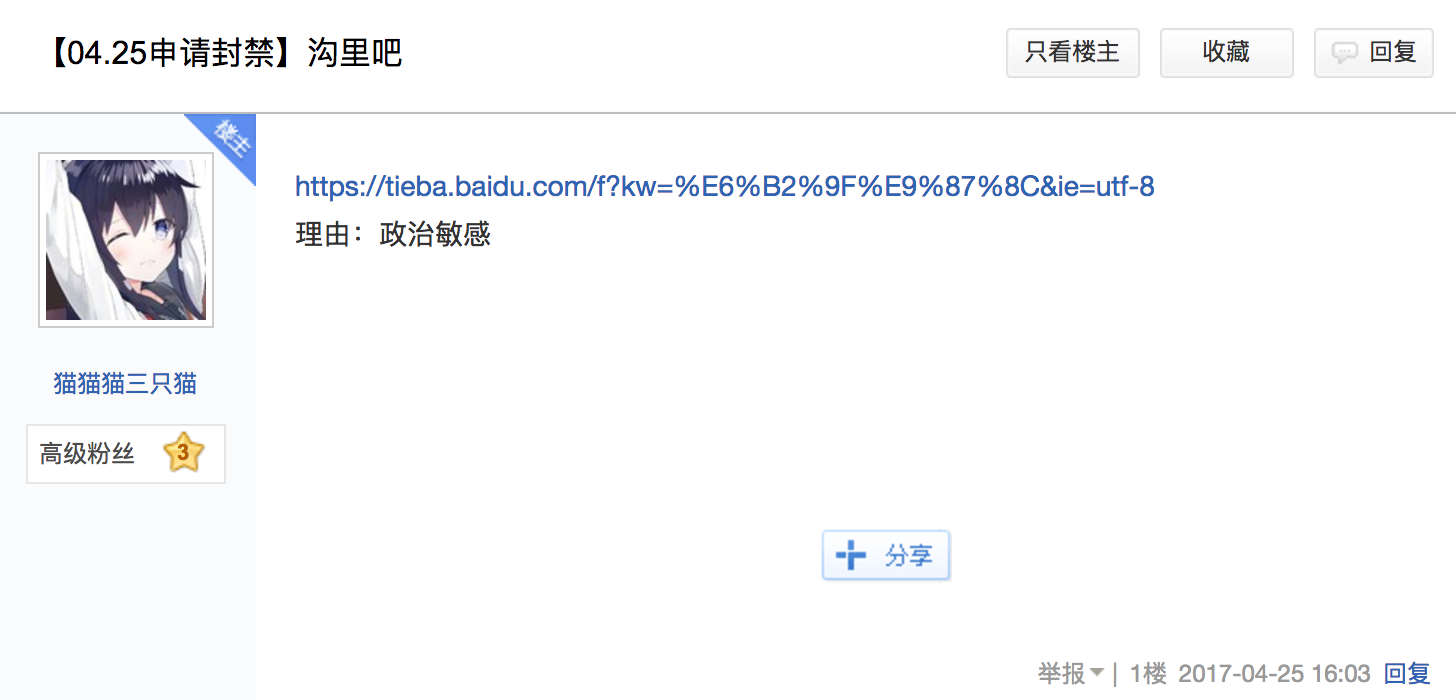 【04.25申请封禁】沟里吧
只看楼主
收藏
回复
楼主
https://tieba.baidu.com/f?kw=%E6%B2%9F%E9%87%8C&ie=utf-8
理由：政治敏感
猫猫猫三只猫
高级粉丝 3
分享
举报 | 1楼 2017-04-25 16:03 回复